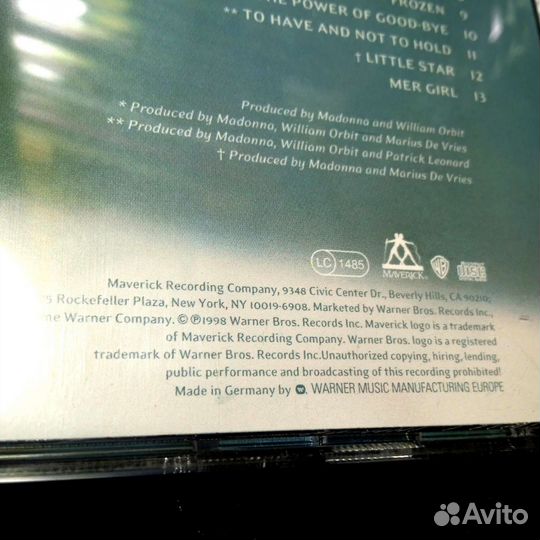 FROZEN 9
THE POWER OF GOOD-BYE 10
** TO HAVE AND NOT TO HOLD 11
† LITTLE STAR 12
MER GIRL 13
Produced by Madonna and William Orbit
* Produced by Madonna, William Orbit and Marius De Vries
** Produced by Madonna, William Orbit and Patrick Leonard
† Produced by Madonna and Marius De Vries
LC 1485
MAVERICK
WB
COMPACT disc
Maverick Recording Company, 9348 Civic Center Dr., Beverly Hills, CA 90210;
Rockefeller Plaza, New York, NY 10019-6908. Marketed by Warner Bros. Records Inc.,
Warner Company. © ℗1998 Warner Bros. Records Inc. Maverick logo is a trademark
of Maverick Recording Company. Warner Bros. logo is a registered
trademark of Warner Bros. Records Inc.Unauthorized copying, hiring, lending,
public performance and broadcasting of this recording prohibited!
Made in Germany by WARNER MUSIC MANUFACTURING EUROPE
Avito